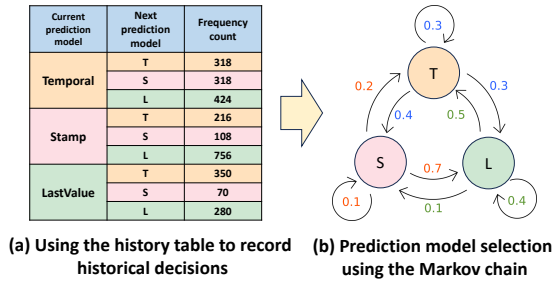 Current prediction model
Next prediction model
Frequency count
Temporal
T
318
S
318
L
424
Stamp
T
216
S
108
L
756
LastValue
T
350
S
70
L
280
0.3
T
0.2
0.4
0.5
0.3
S
0.7
L
0.1
0.1
0.4
(a) Using the history table to record
historical decisions
(b) Prediction model selection
using the Markov chain